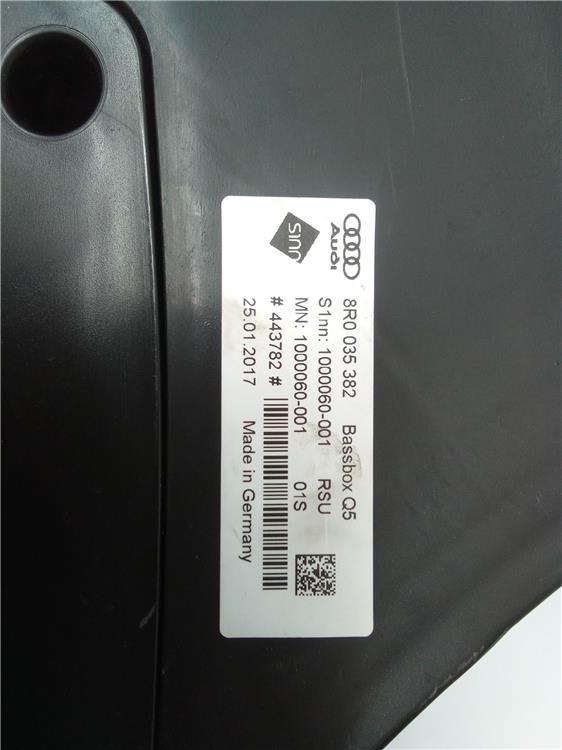 Audi
s1nn
8R0 035 382 Bassbox Q5
S1nn: 1000060-001 RSU
MN: 1000060-001 01S
# 443782 #
25.01.2017 Made in Germany